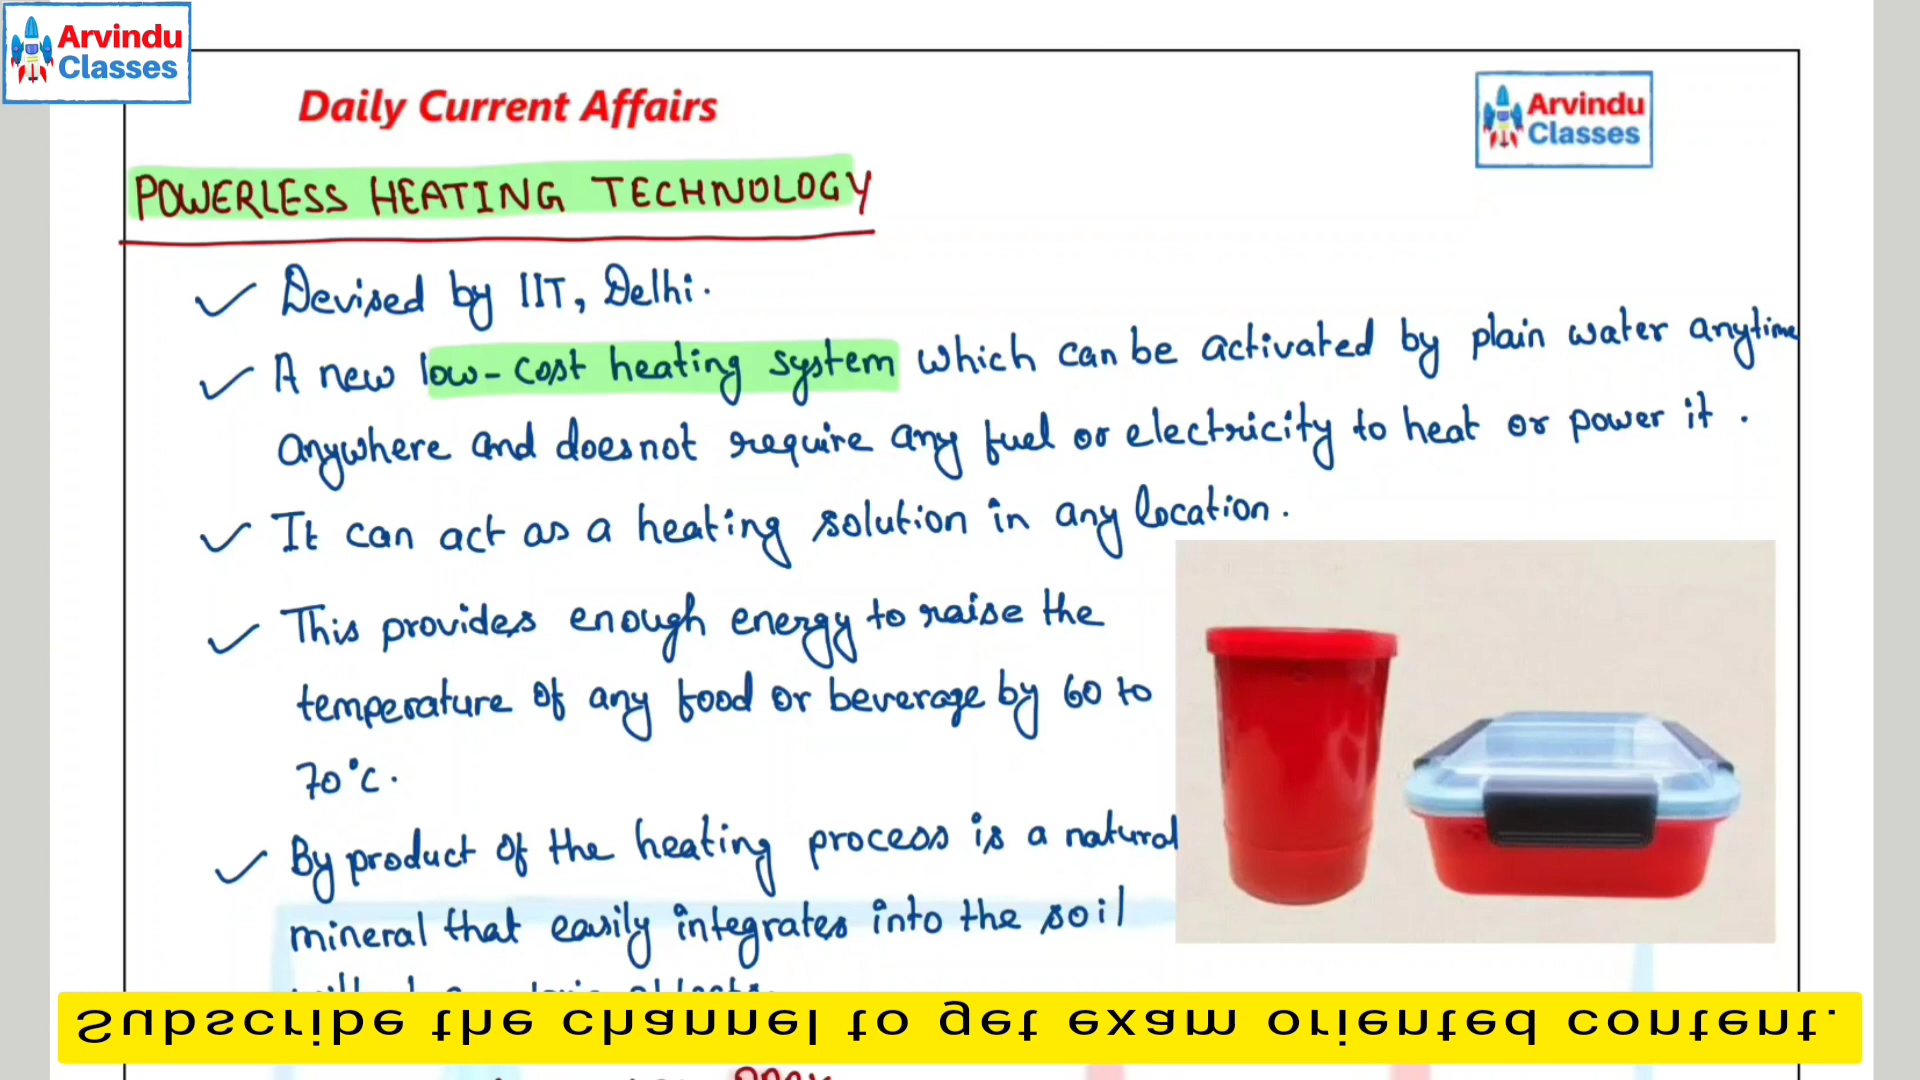 Arvindu
Classes
Daily Current Affairs
Arvindu
Classes
POWERLESS HEATING TECHNOLOGY
✓ Devised by IIT, Delhi.
✓ A new low-cost heating system which can be activated by plain water anytime
anywhere and does not require any fuel or electricity to heat or power it.
✓ It can act as a heating solution in any location.
✓ This provides enough energy to raise the
temperature of any food or beverage by 60 to
70°C.
✓ By product of the heating process is a natural
mineral that easily integrates into the soil
Subscribe the channel to get exam oriented content.